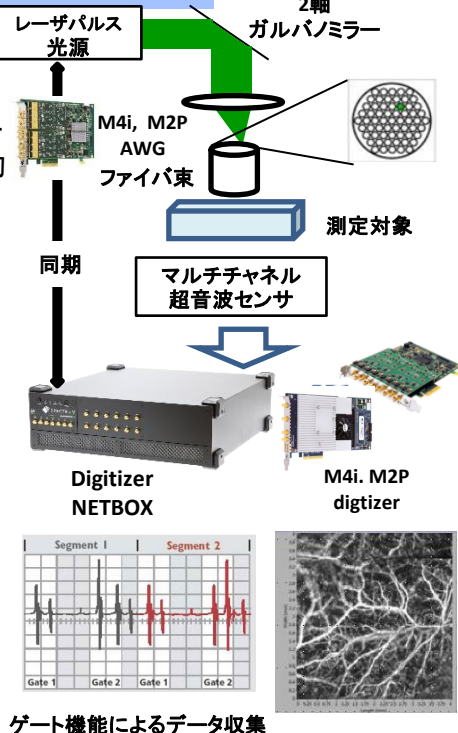 2軸
ガルバノミラー
レーザパルス
光源
M4i, M2P
AWG
ファイバ束
測定対象
同期
マルチチャネル
超音波センサ
Digitizer
NETBOX
M4i. M2P
digtizer
Segment 1
Segment 2
Gate 1
Gate 2
Gate 1
Gate 2
ゲート機能によるデータ収集